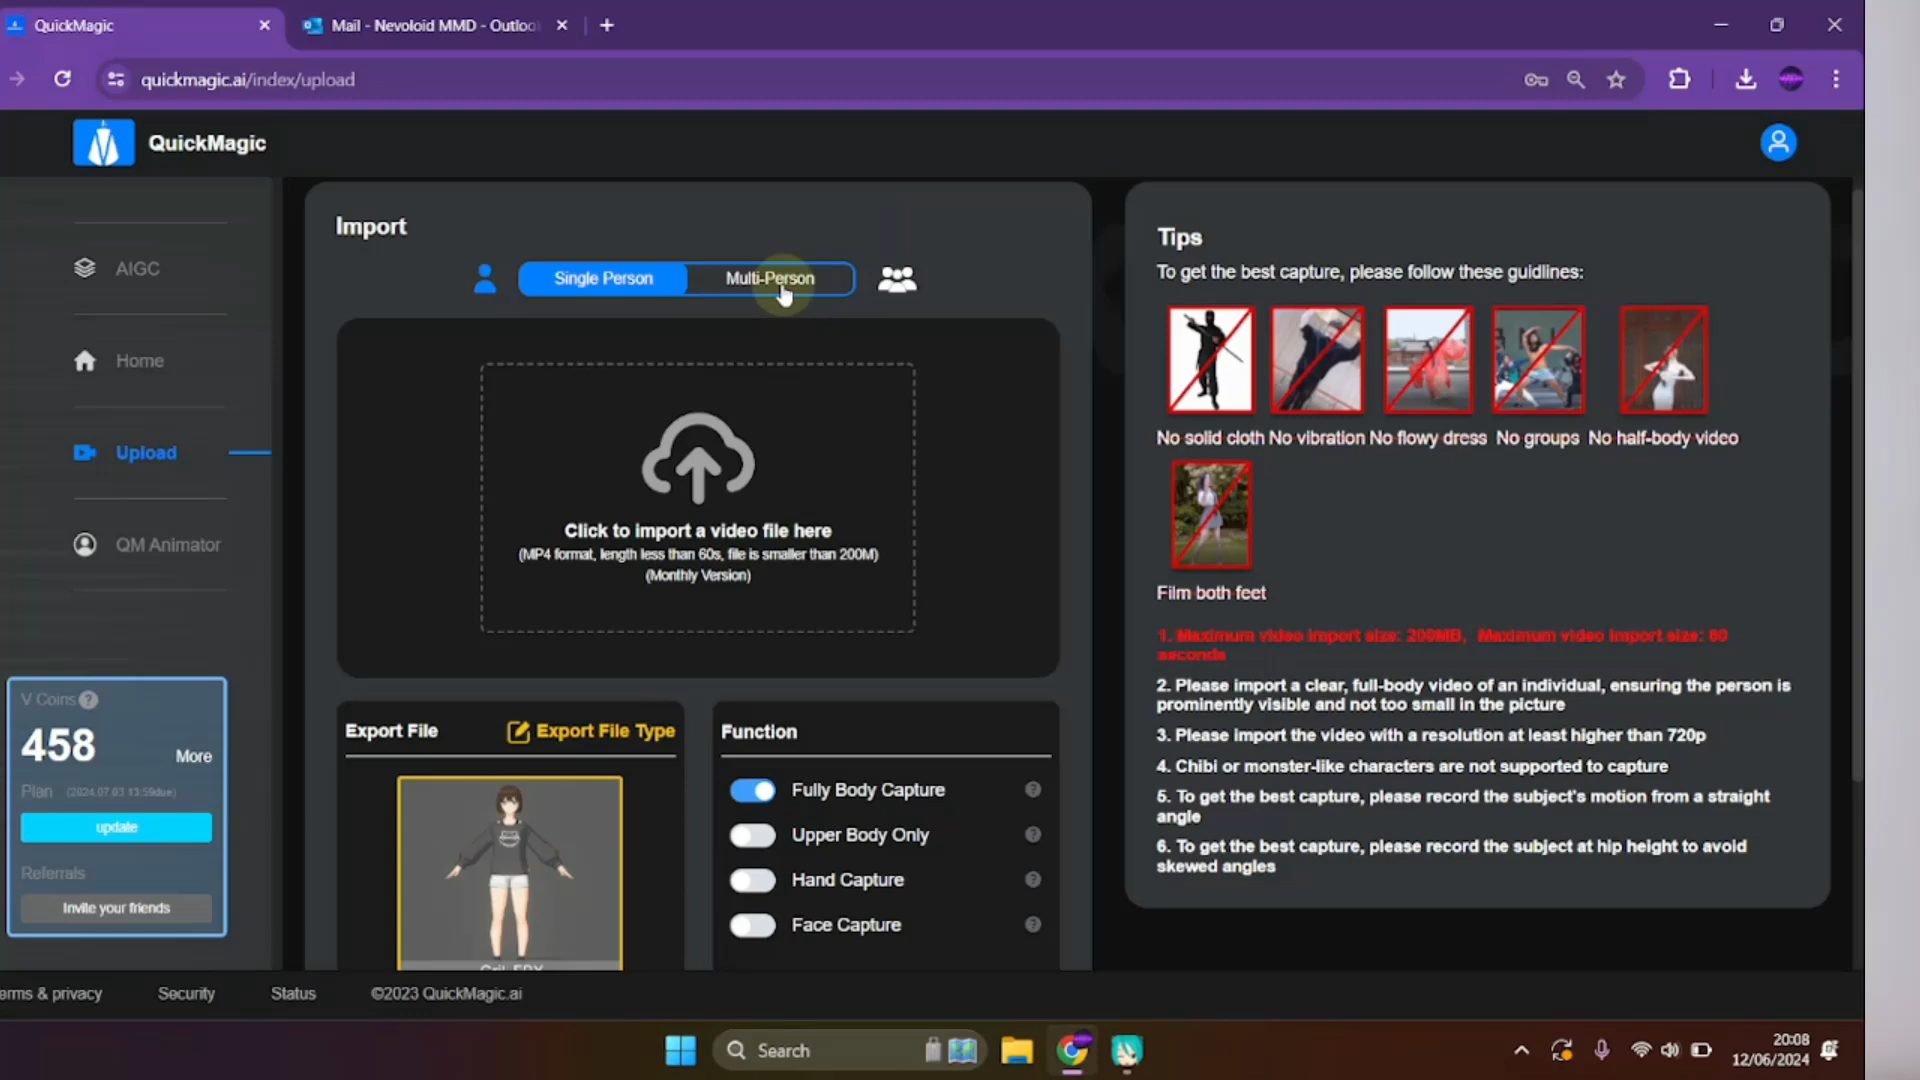 QuickMagic
Mail - Nevoloid MMD - Outloo
quickmagic.ai/index/upload
QuickMagic
AIGC
Home
Upload
QM Animator
V Coins ?
458
More
Plan (2024.07.03 13:59due)
update
Referrals
Invite your friends
Import
Single Person
Multi-Person
Click to import a video file here
(MP4 format, length less than 60s, file is smaller than 200M)
(Monthly Version)
Export File
Export File Type
Function
Fully Body Capture ?
Upper Body Only ?
Hand Capture ?
Face Capture ?
Tips
To get the best capture, please follow these guidlines:
No solid cloth No vibration No flowy dress No groups No half-body video
Film both feet
1. Maximum video import size: 200MB, Maximum video import size: 60
seconds
2. Please import a clear, full-body video of an individual, ensuring the person is
prominently visible and not too small in the picture
3. Please import the video with a resolution at least higher than 720p
4. Chibi or monster-like characters are not supported to capture
5. To get the best capture, please record the subject's motion from a straight
angle
6. To get the best capture, please record the subject at hip height to avoid
skewed angles
erms & privacy
Security
Status
©2023 QuickMagic.ai
Search
20:08
12/06/2024